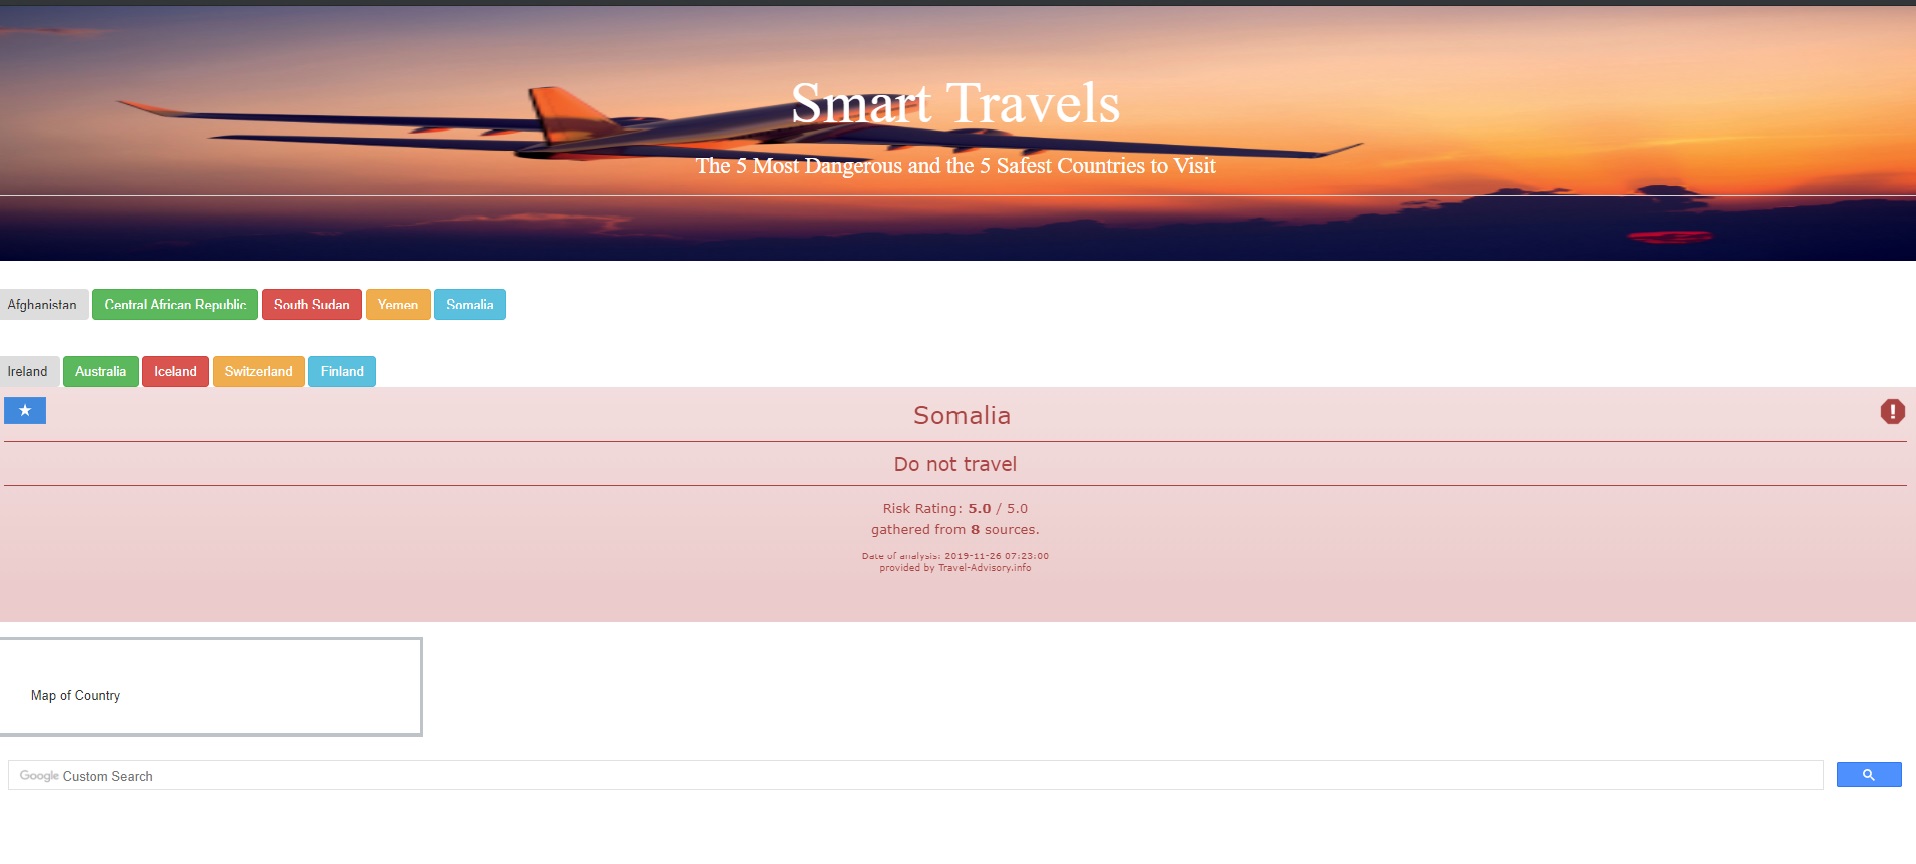 Smart Travels
The 5 Most Dangerous and the 5 Safest Countries to Visit
Afghanistan Central African Republic South Sudan Yemen Somalia
Ireland Australia Iceland Switzerland Finland
Somalia
Do not travel
Risk Rating: 5.0 / 5.0
gathered from 8 sources.
Date of analysis: 2019-11-26 07:23:00
provided by Travel-Advisory.info
Map of Country
Google Custom Search